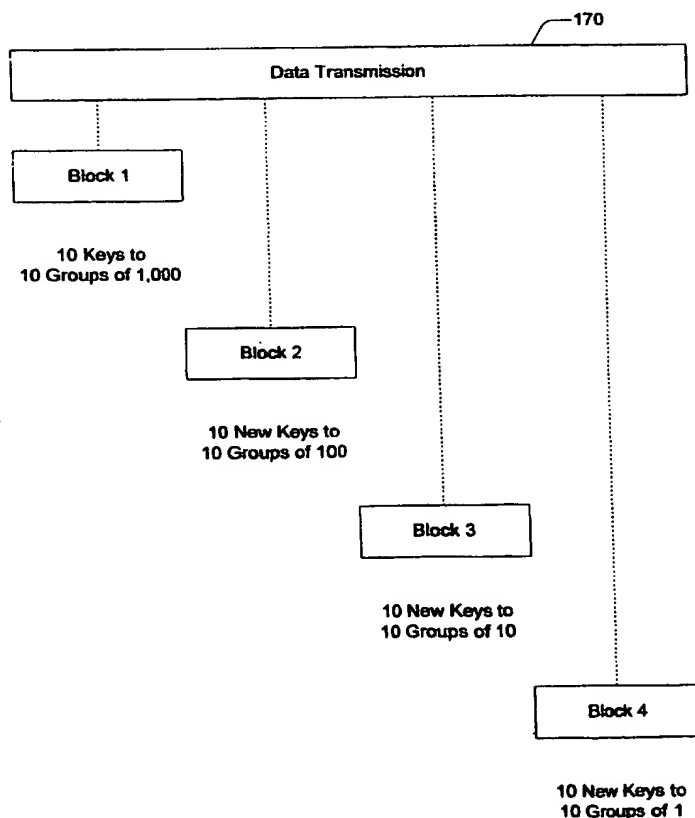 170
Data Transmission
Block 1
10 Keys to
10 Groups of 1,000
Block 2
10 New Keys to
10 Groups of 100
Block 3
10 New Keys to
10 Groups of 10
Block 4
10 New Keys to
10 Groups of 1